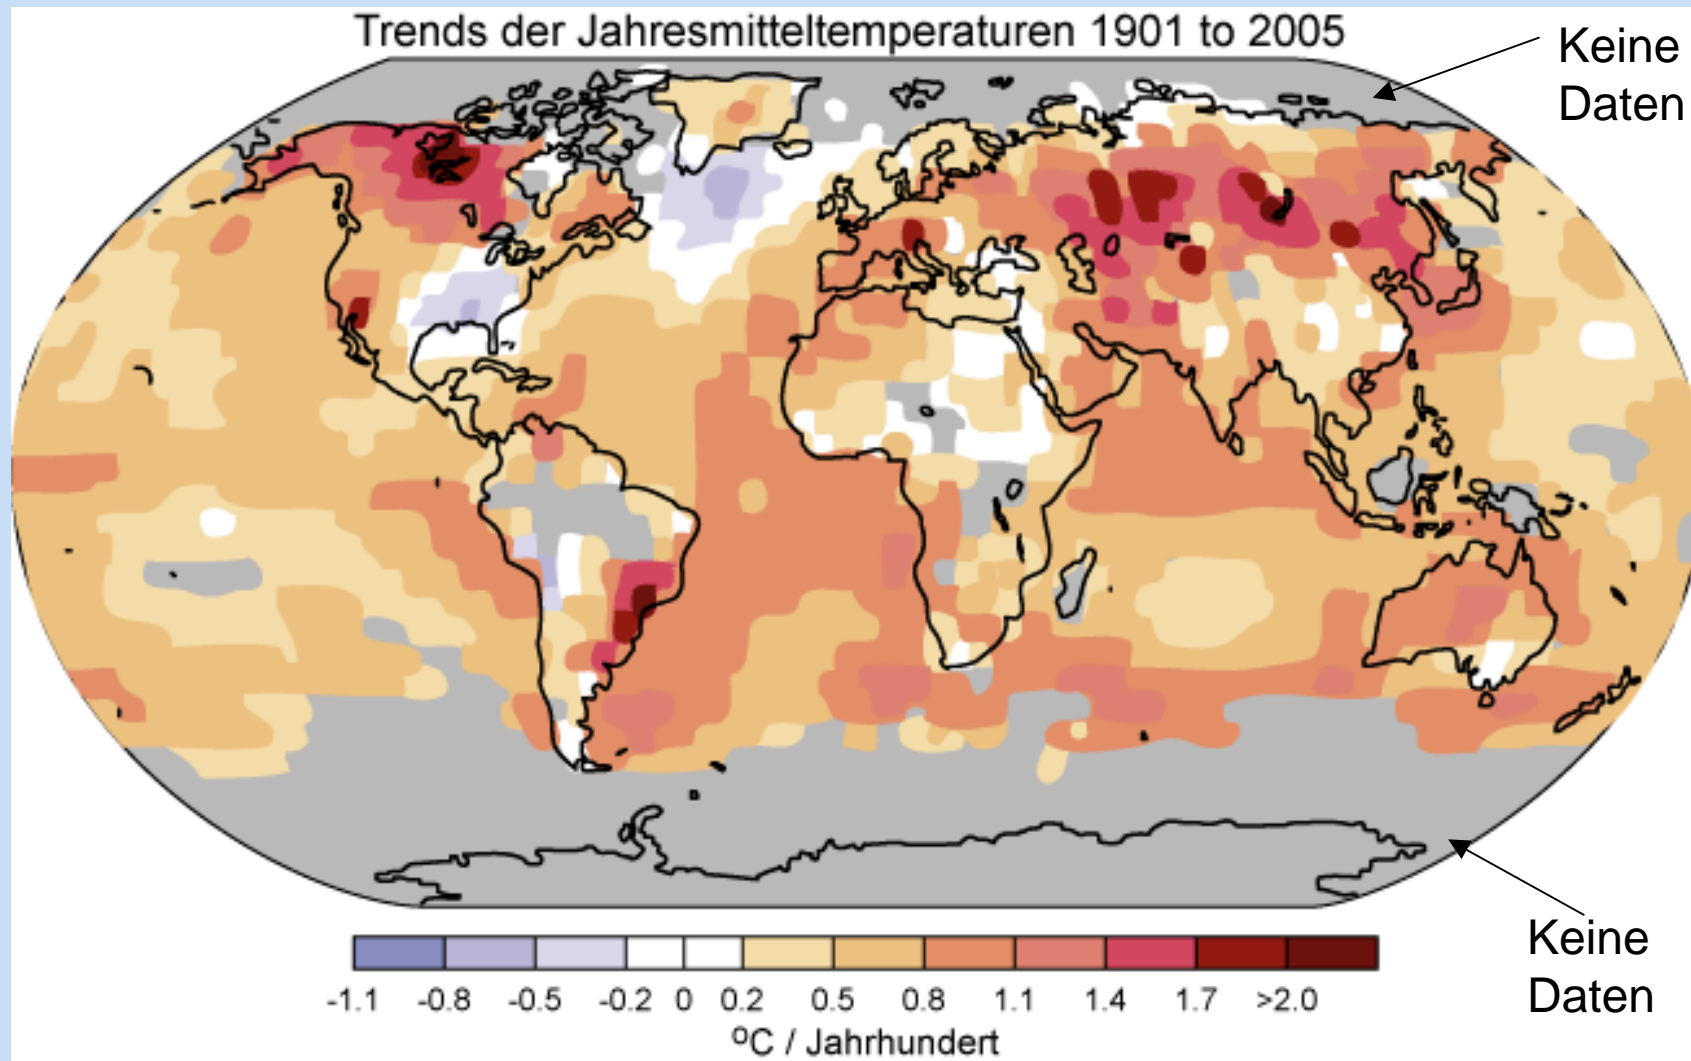 Trends der Jahresmitteltemperaturen 1901 to 2005
Keine
Daten
-1.1 -0.8 -0.5 -0.2 0 0.2 0.5 0.8 1.1 1.4 1.7 >2.0
ºC / Jahrhundert
Keine
Daten